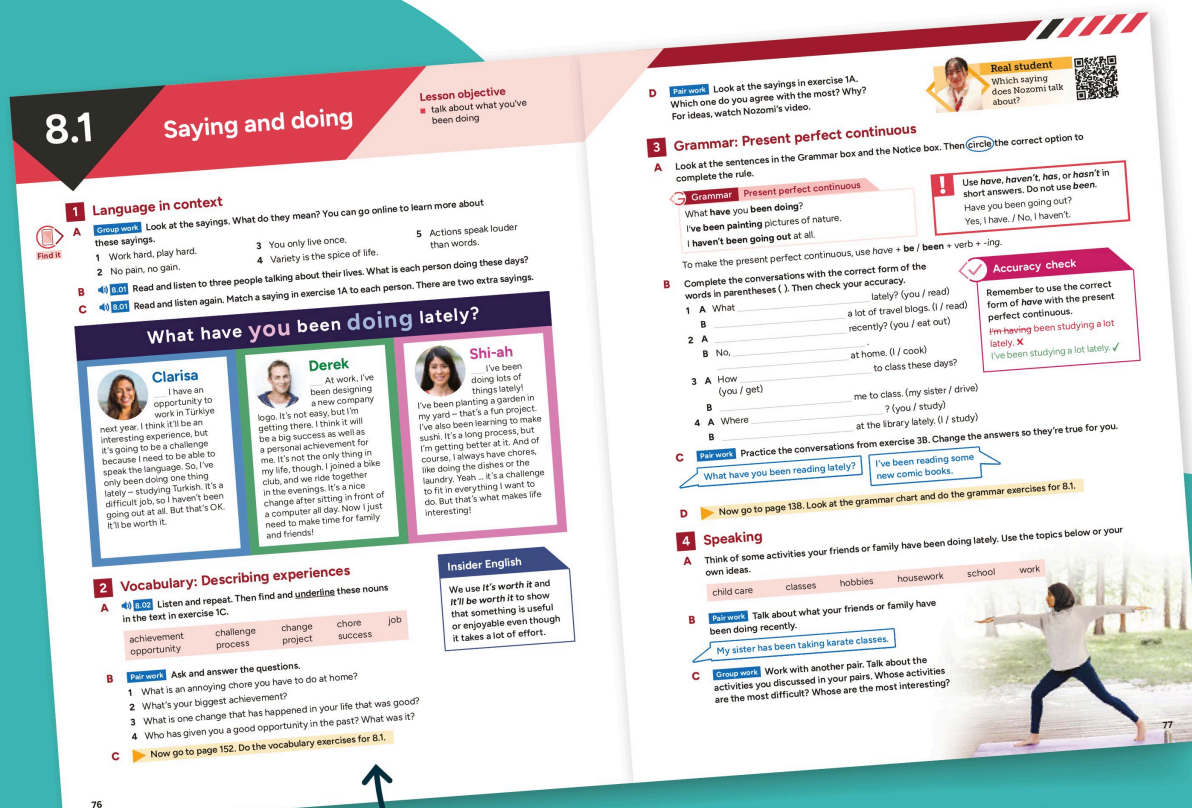 8.1
Saying and doing
Lesson objective
■ talk about what you've
been doing
1 Language in context
Find it
A Group work Look at the sayings. What do they mean? You can go online to learn more about
these sayings.
1 Work hard, play hard.
2 No pain, no gain.
3 You only live once.
4 Variety is the spice of life.
5 Actions speak louder
than words.
B 8.01 Read and listen to three people talking about their lives. What is each person doing these days?
C 8.01 Read and listen again. Match a saying in exercise 1A to each person. There are two extra sayings.
What have you been doing lately?
Clarisa
___ I have an
opportunity to
work in Türkiye
next year. I think it'll be an
interesting experience, but
it's going to be a challenge
because I need to be able to
speak the language. So, I've
only been doing one thing
lately – studying Turkish. It's a
difficult job, so I haven't been
going out at all. But that's OK.
It'll be worth it.
Derek
___ At work, I've
been designing
a new company
logo. It's not easy, but I'm
getting there. I think it will
be a big success as well as
a personal achievement for
me. It's not the only thing in
my life, though. I joined a bike
club, and we ride together
in the evenings. It's a nice
change after sitting in front of
a computer all day. Now I just
need to make time for family
and friends!
Shi-ah
___ I've been
doing lots of
things lately!
I've been planting a garden in
my yard – that's a fun project.
I've also been learning to make
sushi. It's a long process, but
I'm getting better at it. And of
course, I always have chores,
like doing the dishes or the
laundry. Yeah ... it's a challenge
to fit in everything I want to
do. But that's what makes life
interesting!
2 Vocabulary: Describing experiences
A 8.02 Listen and repeat. Then find and underline these nouns
in the text in exercise 1C.
achievement challenge change chore job
opportunity process project success
Insider English
We use It's worth it and
It'll be worth it to show
that something is useful
or enjoyable even though
it takes a lot of effort.
B Pair work Ask and answer the questions.
1 What is an annoying chore you have to do at home?
2 What's your biggest achievement?
3 What is one change that has happened in your life that was good?
4 Who has given you a good opportunity in the past? What was it?
C Now go to page 152. Do the vocabulary exercises for 8.1.
76
D Pair work Look at the sayings in exercise 1A.
Which one do you agree with the most? Why?
For ideas, watch Nozomi's video.
Real student
Which saying
does Nozomi talk
about?
3 Grammar: Present perfect continuous
A Look at the sentences in the Grammar box and the Notice box. Then circle the correct option to
complete the rule.
Grammar Present perfect continuous
What have you been doing?
I've been painting pictures of nature.
I haven't been going out at all.
! Use have, haven't, has, or hasn't in
short answers. Do not use been.
Have you been going out?
Yes, I have. / No, I haven't.
To make the present perfect continuous, use have + be / been + verb + -ing.
B Complete the conversations with the correct form of the
words in parentheses ( ). Then check your accuracy.
1 A What ___ lately? (you / read)
B ___ a lot of travel blogs. (I / read)
2 A ___ recently? (you / eat out)
B No, ___.
___ at home. (I / cook)
3 A How ___ to class these days?
(you / get)
B ___ me to class. (my sister / drive)
4 A Where ___? (you / study)
B ___ at the library lately. (I / study)
Accuracy check
Remember to use the correct
form of have with the present
perfect continuous.
I'm having been studying a lot
lately. ✗
I've been studying a lot lately. ✓
C Pair work Practice the conversations from exercise 3B. Change the answers so they're true for you.
What have you been reading lately?
I've been reading some
new comic books.
D Now go to page 138. Look at the grammar chart and do the grammar exercises for 8.1.
4 Speaking
A Think of some activities your friends or family have been doing lately. Use the topics below or your
own ideas.
child care classes hobbies housework school work
B Pair work Talk about what your friends or family have
been doing recently.
My sister has been taking karate classes.
C Group work Work with another pair. Talk about the
activities you discussed in your pairs. Whose activities
are the most difficult? Whose are the most interesting?
77